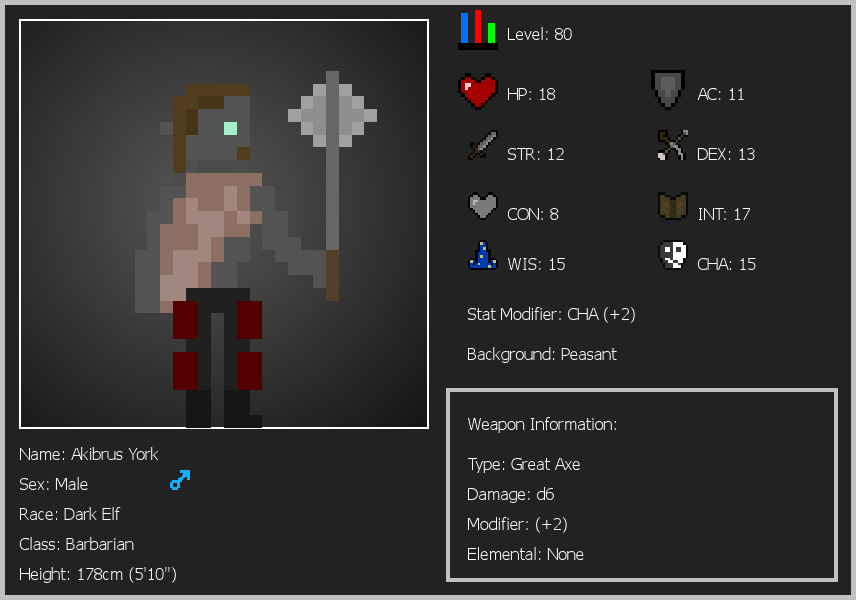 Level: 80
HP: 18
AC: 11
STR: 12
DEX: 13
CON: 8
INT: 17
WIS: 15
CHA: 15
Stat Modifier: CHA (+2)
Background: Peasant
Weapon Information:
Type: Great Axe
Damage: d6
Modifier: (+2)
Elemental: None
Name: Akibrus York
Sex: Male
Race: Dark Elf
Class: Barbarian
Height: 178cm (5'10")